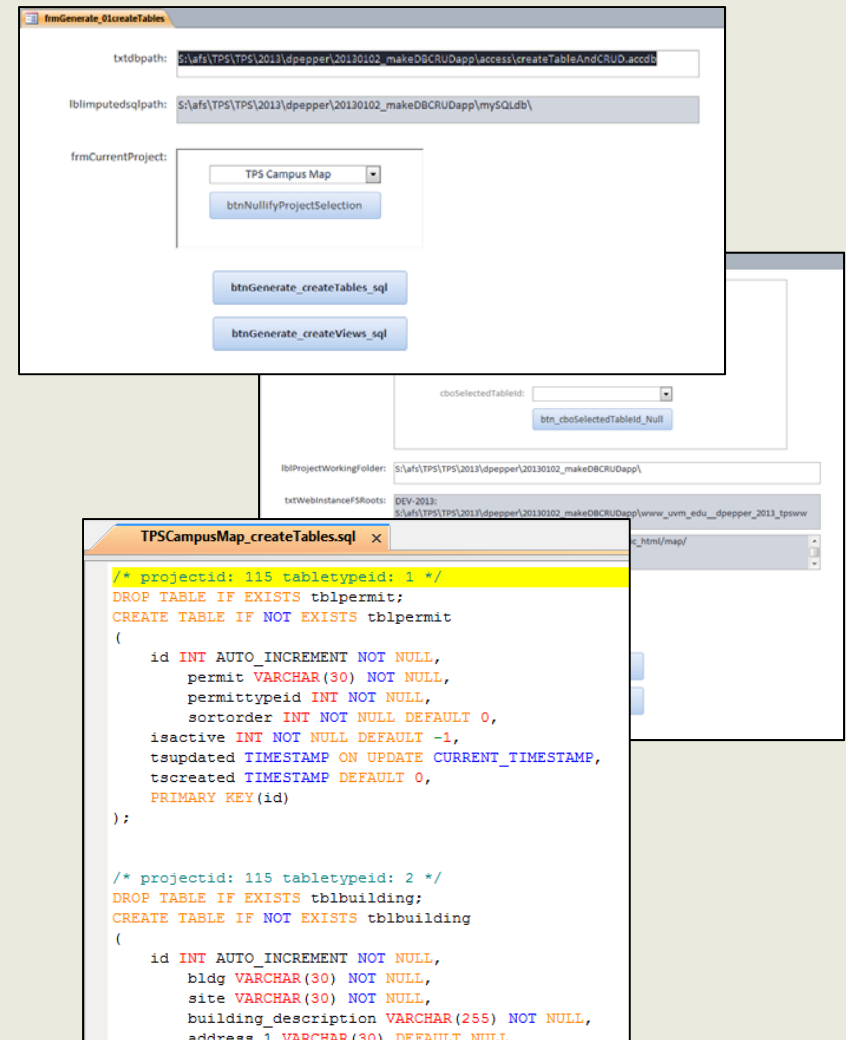 frmGenerate_01createTables
txtdbpath: S:\afs\TPS\TPS\2013\dpepper\20130102_makeDBCRUDapp\access\createTableAndCRUD.accdb
lblimputedsqlpath: S:\afs\TPS\TPS\2013\dpepper\20130102_makeDBCRUDapp\mySQLdb\
frmCurrentProject:
TPS Campus Map
btnNullifyProjectSelection
btnGenerate_createTables_sql
btnGenerate_createViews_sql
cboSelectedTableId:
btn_cboSelectedTableId_Null
lblProjectWorkingFolder: S:\afs\TPS\TPS\2013\dpepper\20130102_makeDBCRUDapp\
txtWebInstanceFSRoots: DEV-2013:
S:\afs\TPS\TPS\2013\dpepper\20130102_makeDBCRUDapp\www_uvm_edu__dpepper_2013_tpsww
ic_html/map/
TPSCampusMap_createTables.sql x
/* projectid: 115 tabletypeid: 1 */
DROP TABLE IF EXISTS tblpermit;
CREATE TABLE IF NOT EXISTS tblpermit
(
id INT AUTO_INCREMENT NOT NULL,
permit VARCHAR(30) NOT NULL,
permittypeid INT NOT NULL,
sortorder INT NOT NULL DEFAULT 0,
isactive INT NOT NULL DEFAULT -1,
tsupdated TIMESTAMP ON UPDATE CURRENT_TIMESTAMP,
tscreated TIMESTAMP DEFAULT 0,
PRIMARY KEY(id)
);
/* projectid: 115 tabletypeid: 2 */
DROP TABLE IF EXISTS tblbuilding;
CREATE TABLE IF NOT EXISTS tblbuilding
(
id INT AUTO_INCREMENT NOT NULL,
bldg VARCHAR(30) NOT NULL,
site VARCHAR(30) NOT NULL,
building_description VARCHAR(255) NOT NULL,
address_1 VARCHAR(30) DEFAULT NULL